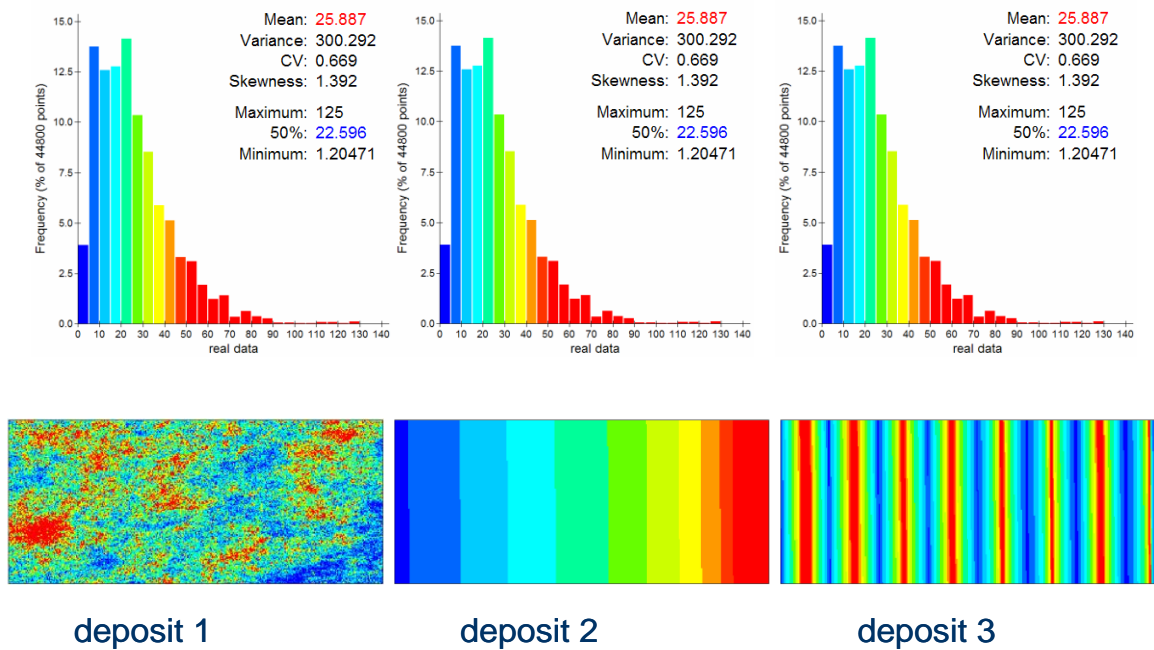 Mean: 25.887
Variance: 300.292
CV: 0.669
Skewness: 1.392
Maximum: 125
50%: 22.596
Minimum: 1.20471
15.0
12.5
10.0
7.5
5.0
2.5
0.0
Frequency (% of 44800 points)
0 10 20 30 40 50 60 70 80 90 100 110 120 130 140
real data
Mean: 25.887
Variance: 300.292
CV: 0.669
Skewness: 1.392
Maximum: 125
50%: 22.596
Minimum: 1.20471
15.0
12.5
10.0
7.5
5.0
2.5
0.0
Frequency (% of 44800 points)
0 10 20 30 40 50 60 70 80 90 100 110 120 130 140
real data
Mean: 25.887
Variance: 300.292
CV: 0.669
Skewness: 1.392
Maximum: 125
50%: 22.596
Minimum: 1.20471
15.0
12.5
10.0
7.5
5.0
2.5
0.0
Frequency (% of 44800 points)
0 10 20 30 40 50 60 70 80 90 100 110 120 130 140
real data
deposit 1
deposit 2
deposit 3